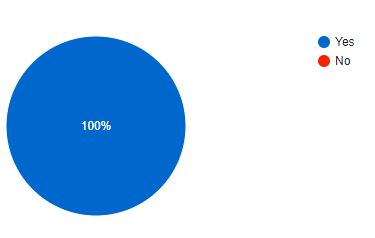 Yes
No
100%